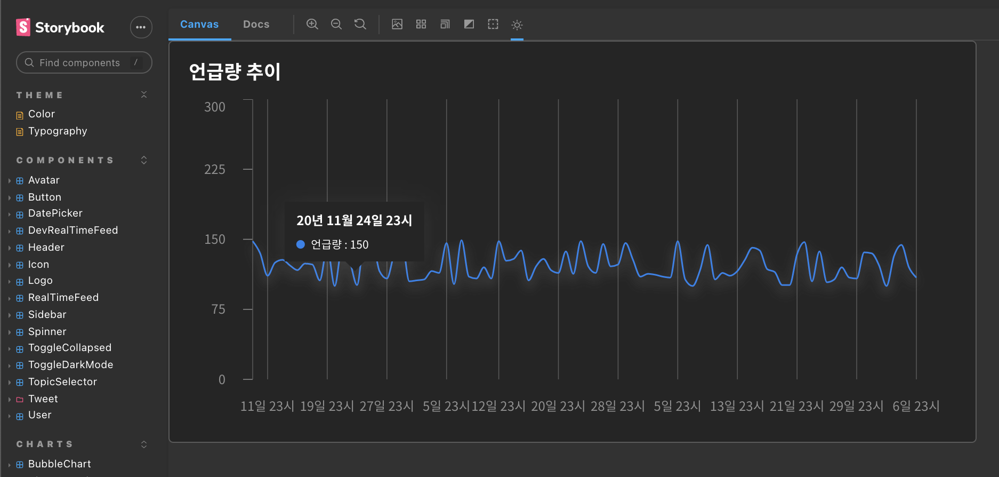 Storybook
Find components /
THEME
Color
Typography
COMPONENTS
Avatar
Button
DatePicker
DevRealTimeFeed
Header
Icon
Logo
RealTimeFeed
Sidebar
Spinner
ToggleCollapsed
ToggleDarkMode
TopicSelector
Tweet
User
CHARTS
BubbleChart
Canvas Docs
언급량 추이
300
225
150
75
0
20년 11월 24일 23시
언급량 : 150
11일 23시 19일 23시 27일 23시 5일 23시 12일 23시 20일 23시 28일 23시 5일 23시 13일 23시 21일 23시 29일 23시 6일 23시